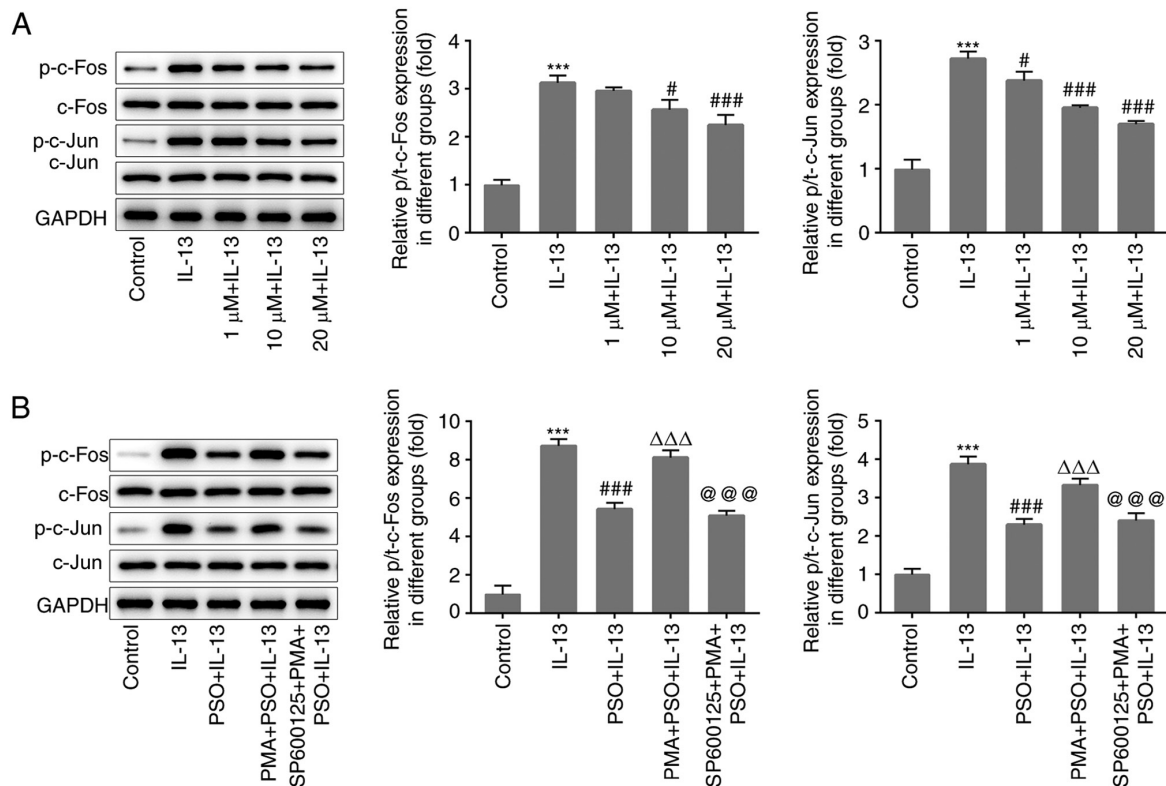 A
p-c-Fos
c-Fos
p-c-Jun
c-Jun
GAPDH
Control
IL-13
1 μM+IL-13
10 μM+IL-13
20 μM+IL-13
Relative p/t-c-Fos expression
in different groups (fold)
4
3
2
1
0
***
#
###
Control
IL-13
1 μM+IL-13
10 μM+IL-13
20 μM+IL-13
Relative p/t-c-Jun expression
in different groups (fold)
3
2
1
0
***
#
###
###
Control
IL-13
1 μM+IL-13
10 μM+IL-13
20 μM+IL-13
B
p-c-Fos
c-Fos
p-c-Jun
c-Jun
GAPDH
Control
IL-13
PSO+IL-13
PMA+PSO+IL-13
SP600125+PMA+
PSO+IL-13
Relative p/t-c-Fos expression
in different groups (fold)
10
8
6
4
2
0
***
###
ΔΔΔ
@@@
Control
IL-13
PSO+IL-13
PMA+PSO+IL-13
SP600125+PMA+
PSO+IL-13
Relative p/t- c-Jun expression
in different groups (fold)
5
4
3
2
1
0
***
###
ΔΔΔ
@@@
Control
IL-13
PSO+IL-13
PMA+PSO+IL-13
SP600125+PMA+
PSO+IL-13